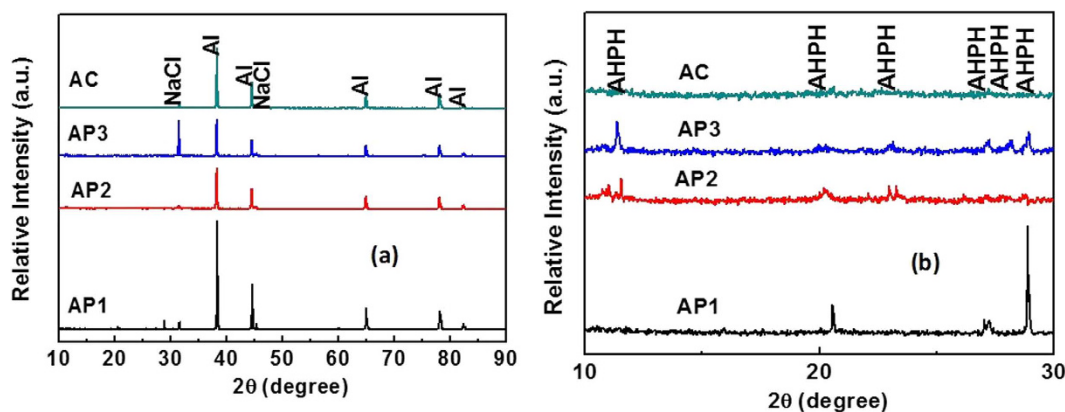 Relative Intensity (a.u.)
NaCl
Al
Al
NaCl
Al
Al
Al
AC
AP3
AP2
(a)
AP1
10 20 30 40 50 60 70 80 90
2θ (degree)
Relative Intensity (a.u.)
AHPH
AHPH
AHPH
AHPH
AHPH
AHPH
AC
AP3
AP2
(b)
AP1
10 20 30
2θ (degree)